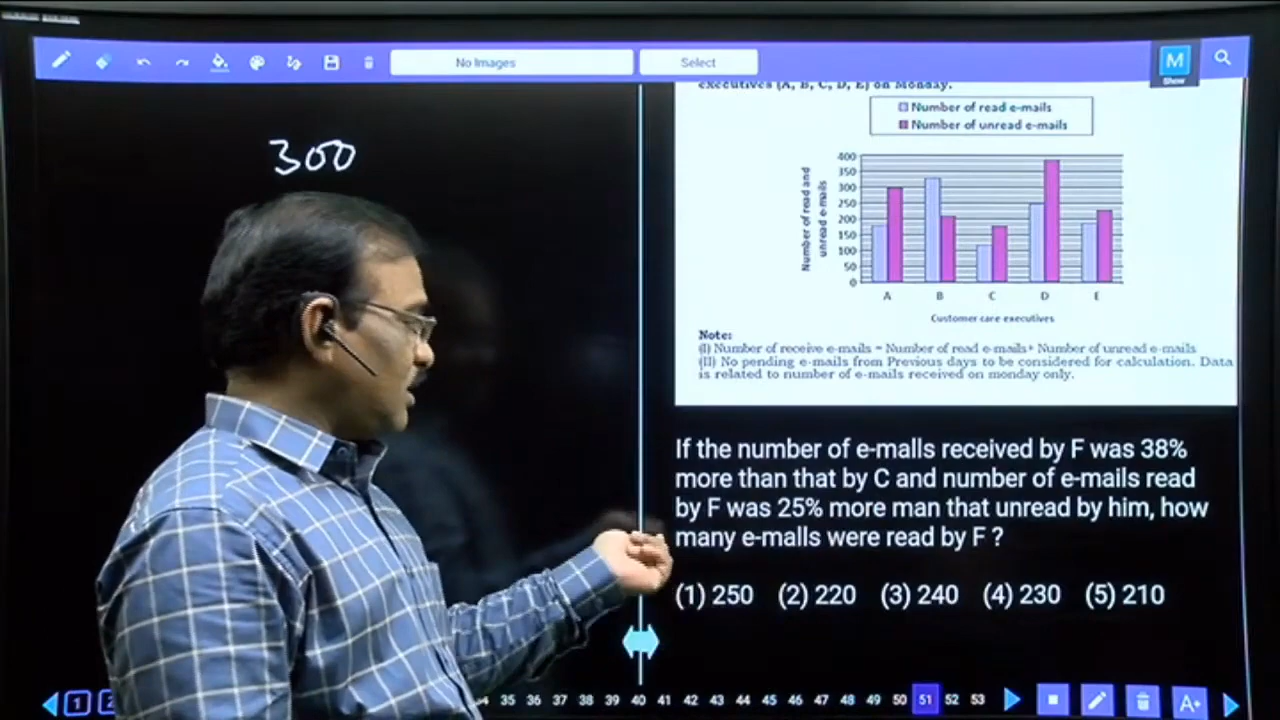 No Images
Select
M
Show
executives (A, B, C, D, E) on Monday.
300
Number of read e-mails
Number of unread e-mails
Number of read and
unread e-mails
400
350
300
250
200
150
100
50
0
A B C D E
Customer care executives
Note:
(I) Number of receive e-mails = Number of read e-mails+ Number of unread e-mails
(II) No pending e-mails from Previous days to be considered for calculation. Data
is related to number of e-mails received on monday only.
If the number of e-malls received by F was 38%
more than that by C and number of e-mails read
by F was 25% more man that unread by him, how
many e-malls were read by F ?
(1) 250 (2) 220 (3) 240 (4) 230 (5) 210
1 35 36 37 38 39 40 41 42 43 44 45 46 47 48 49 50 51 52 53 A+